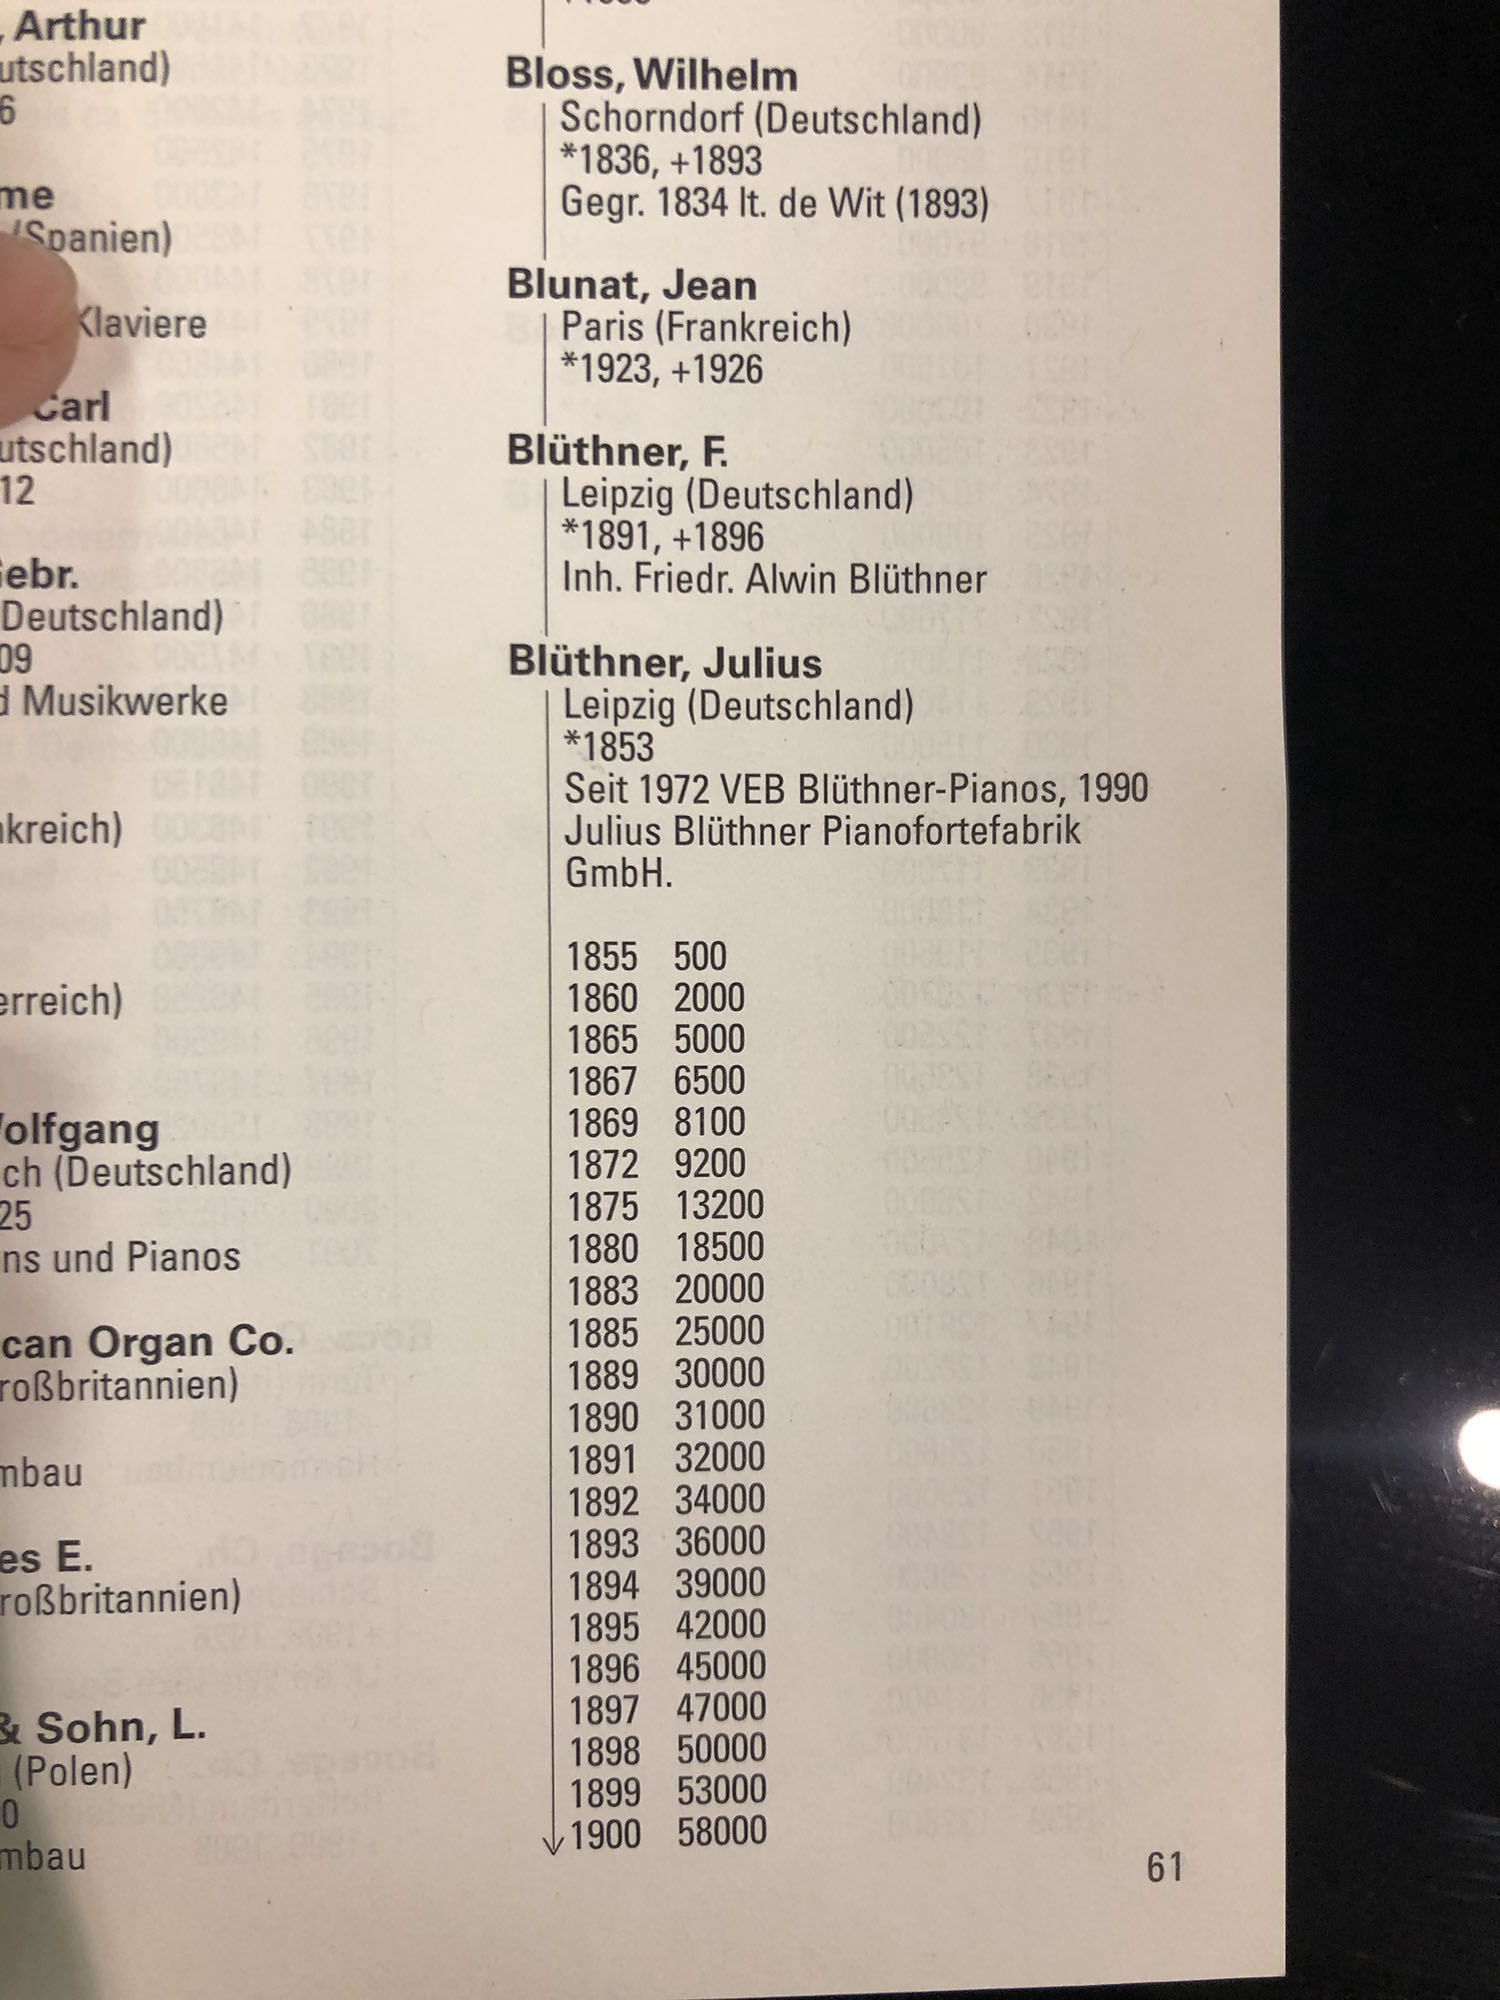 , Arthur
utschland)
6
me
(Spanien)
Klaviere
Carl
utschland)
12
ebr.
Deutschland)
09
d Musikwerke
nkreich)
erreich)
Wolfgang
ch (Deutschland)
25
ns und Pianos
can Organ Co.
roßbritannien)
mbau
es E.
roßbritannien)
& Sohn, L.
(Polen)
0
mbau
Bloss, Wilhelm
Schorndorf (Deutschland)
*1836, +1893
Gegr. 1834 lt. de Wit (1893)
Blunat, Jean
Paris (Frankreich)
*1923, +1926
Blüthner, F.
Leipzig (Deutschland)
*1891, +1896
Inh. Friedr. Alwin Blüthner
Blüthner, Julius
Leipzig (Deutschland)
*1853
Seit 1972 VEB Blüthner-Pianos, 1990
Julius Blüthner Pianofortefabrik
GmbH.
1855 500
1860 2000
1865 5000
1867 6500
1869 8100
1872 9200
1875 13200
1880 18500
1883 20000
1885 25000
1889 30000
1890 31000
1891 32000
1892 34000
1893 36000
1894 39000
1895 42000
1896 45000
1897 47000
1898 50000
1899 53000
1900 58000
61